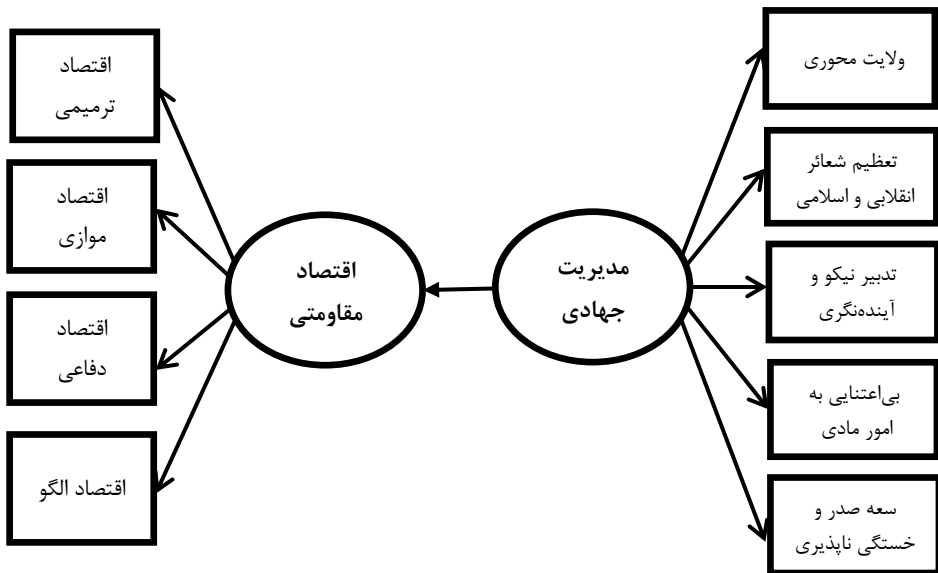 ولایت محوری
تعظیم شعائر
انقلابی و اسلامی
تدبیر نیکو و
آینده‌نگری
بی‌اعتنایی به
امور مادی
سعه صدر و
خستگی ناپذیری
مدیریت
جهادی
اقتصاد
مقاومتی
اقتصاد
ترمیمی
اقتصاد
موازی
اقتصاد
دفاعی
اقتصاد الگو